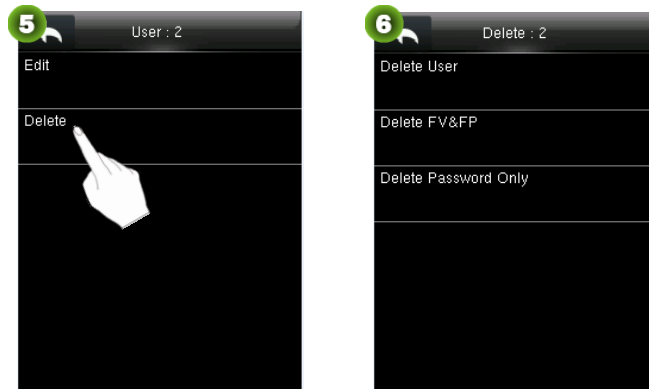 5
User : 2
Edit
Delete
6
Delete : 2
Delete User
Delete FV&FP
Delete Password Only